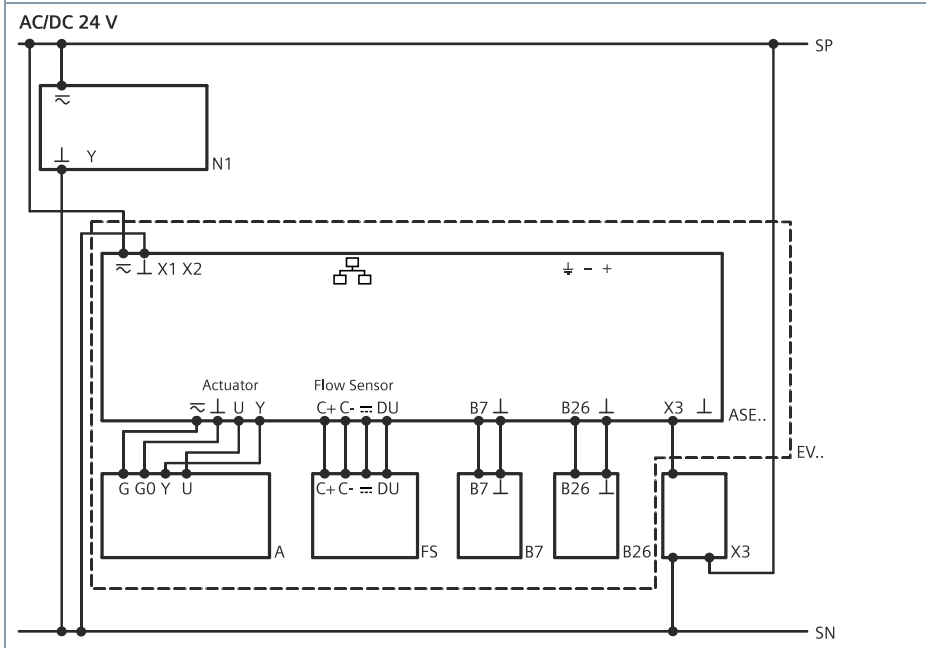 AC/DC 24 V
SP
⏦ 
⊥ Y
N1
⊥ X1 X2
⏚ - +
Actuator Flow Sensor
⊥ U Y C+ C- ⎓ DU B7 ⊥ B26 ⊥ X3 ⊥
ASE..
EV..
G G0 Y U C+ C- ⎓ DU B7 ⊥ B26 ⊥
A FS B7 B26 X3
SN